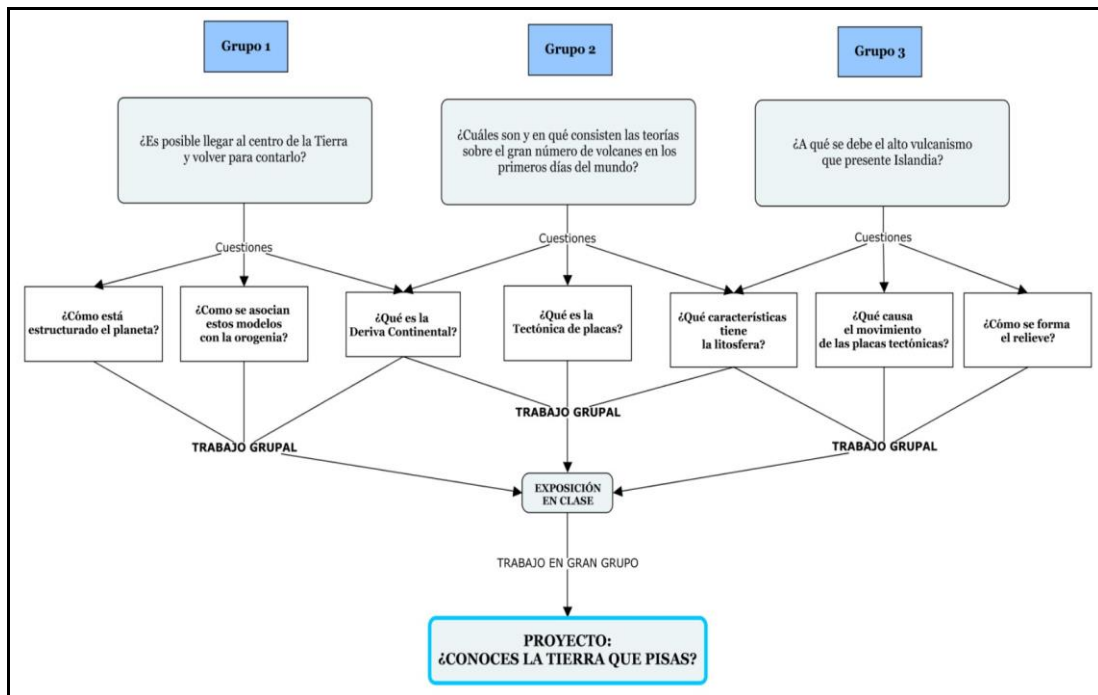 Grupo 1
Grupo 2
Grupo 3
¿Es posible llegar al centro de la Tierra
y volver para contarlo?
¿Cuáles son y en qué consisten las teorías
sobre el gran número de volcanes en los
primeros días del mundo?
¿A qué se debe el alto vulcanismo
que presente Islandia?
Cuestiones
Cuestiones
Cuestiones
¿Cómo está
estructurado el planeta?
¿Como se asocian
estos modelos
con la orogenia?
¿Qué es la
Deriva Continental?
¿Qué es la
Tectónica de placas?
¿Qué características
tiene
la litosfera?
¿Qué causa
el movimiento
de las placas tectónicas?
¿Cómo se forma
el relieve?
TRABAJO GRUPAL
TRABAJO GRUPAL
TRABAJO GRUPAL
EXPOSICIÓN
EN CLASE
TRABAJO EN GRAN GRUPO
PROYECTO:
¿CONOCES LA TIERRA QUE PISAS?